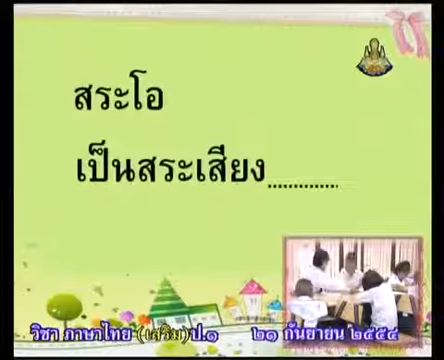 สระโอ
เป็นสระเสียง..............
วิชา ภาษาไทย (เสริม) ป.๑ ๒๑ กันยายน ๒๕๕๔